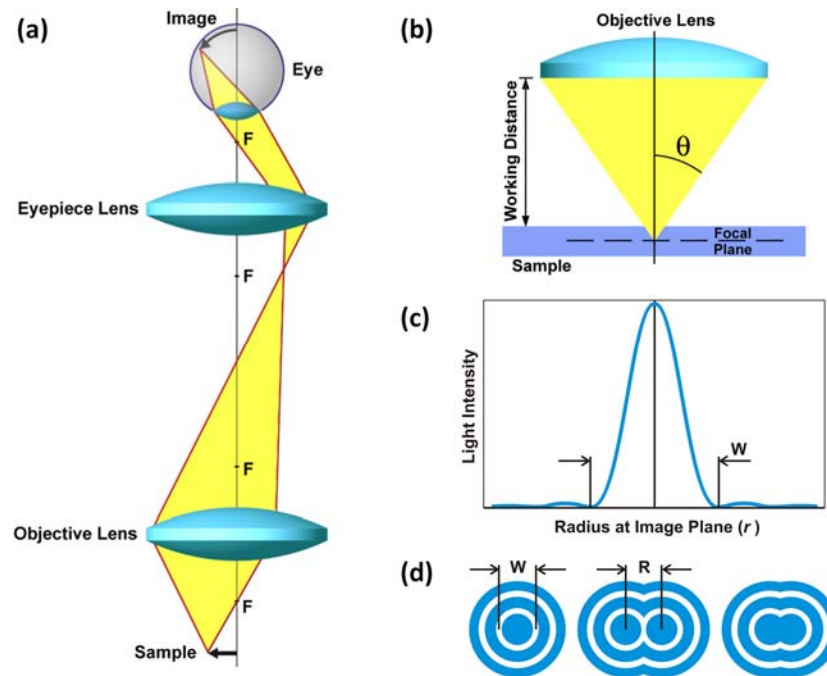 (a)
Image
Eye
F
Eyepiece Lens
F
F
Objective Lens
F
Sample
(b)
Objective Lens
Working Distance
θ
Focal
Plane
Sample
(c)
Light Intensity
W
Radius at Image Plane (r)
(d)
W
R